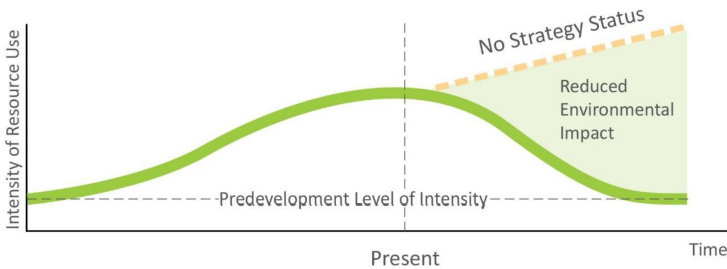 No Strategy Status
Intensity of Resource Use
Reduced
Environmental
Impact
Predevelopment Level of Intensity
Present
Time